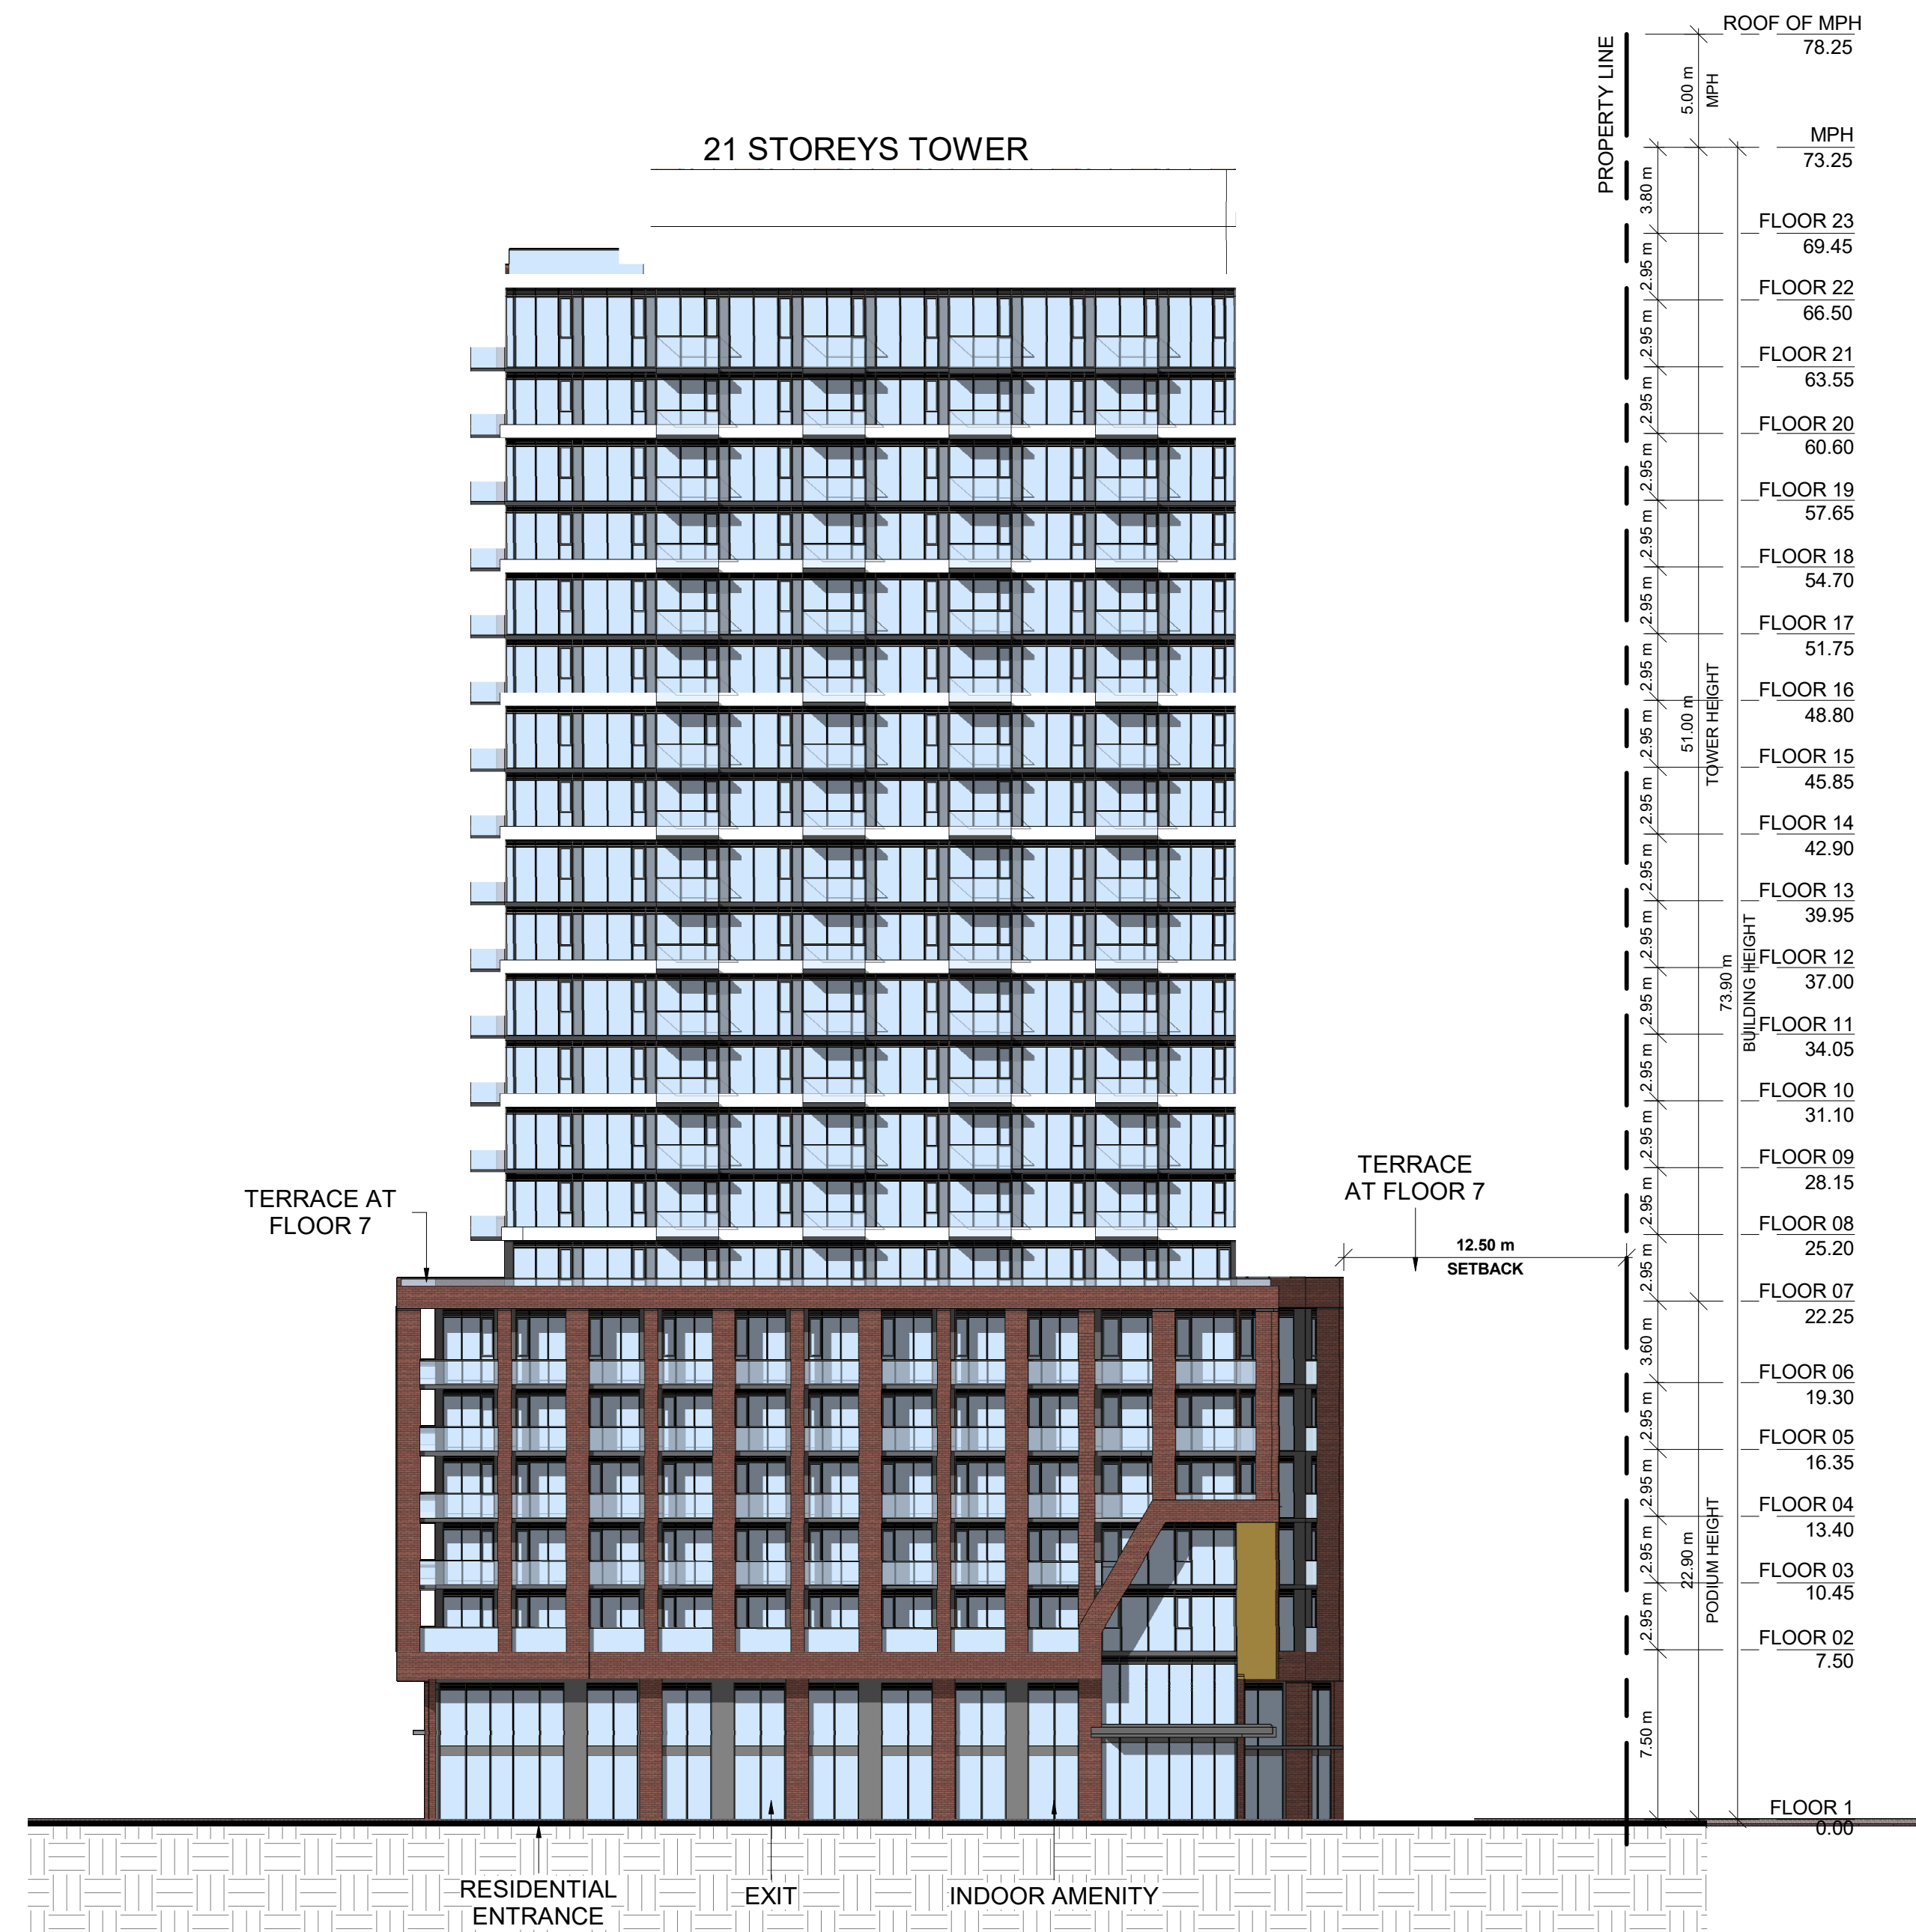 ROOF OF MPH
78.25
PROPERTY LINE
5.00 m
MPH
21 STOREYS TOWER
MPH
73.25
3.80 m
FLOOR 23
69.45
2.95 m
FLOOR 22
66.50
2.95 m
FLOOR 21
63.55
2.95 m
FLOOR 20
60.60
2.95 m
FLOOR 19
57.65
2.95 m
FLOOR 18
54.70
2.95 m
FLOOR 17
51.75
2.95 m
FLOOR 16
48.80
51.00 m
TOWER HEIGHT
2.95 m
FLOOR 15
45.85
2.95 m
FLOOR 14
42.90
2.95 m
FLOOR 13
39.95
2.95 m
FLOOR 12
37.00
73.90 m
BUILDING HEIGHT
2.95 m
FLOOR 11
34.05
2.95 m
FLOOR 10
31.10
2.95 m
FLOOR 09
28.15
2.95 m
FLOOR 08
25.20
TERRACE AT
FLOOR 7
TERRACE
AT FLOOR 7
12.50 m
SETBACK
2.95 m
FLOOR 07
22.25
3.60 m
FLOOR 06
19.30
2.95 m
FLOOR 05
16.35
2.95 m
FLOOR 04
13.40
22.90 m
PODIUM HEIGHT
2.95 m
FLOOR 03
10.45
2.95 m
FLOOR 02
7.50
7.50 m
FLOOR 1
0.00
RESIDENTIAL
ENTRANCE
EXIT
INDOOR AMENITY